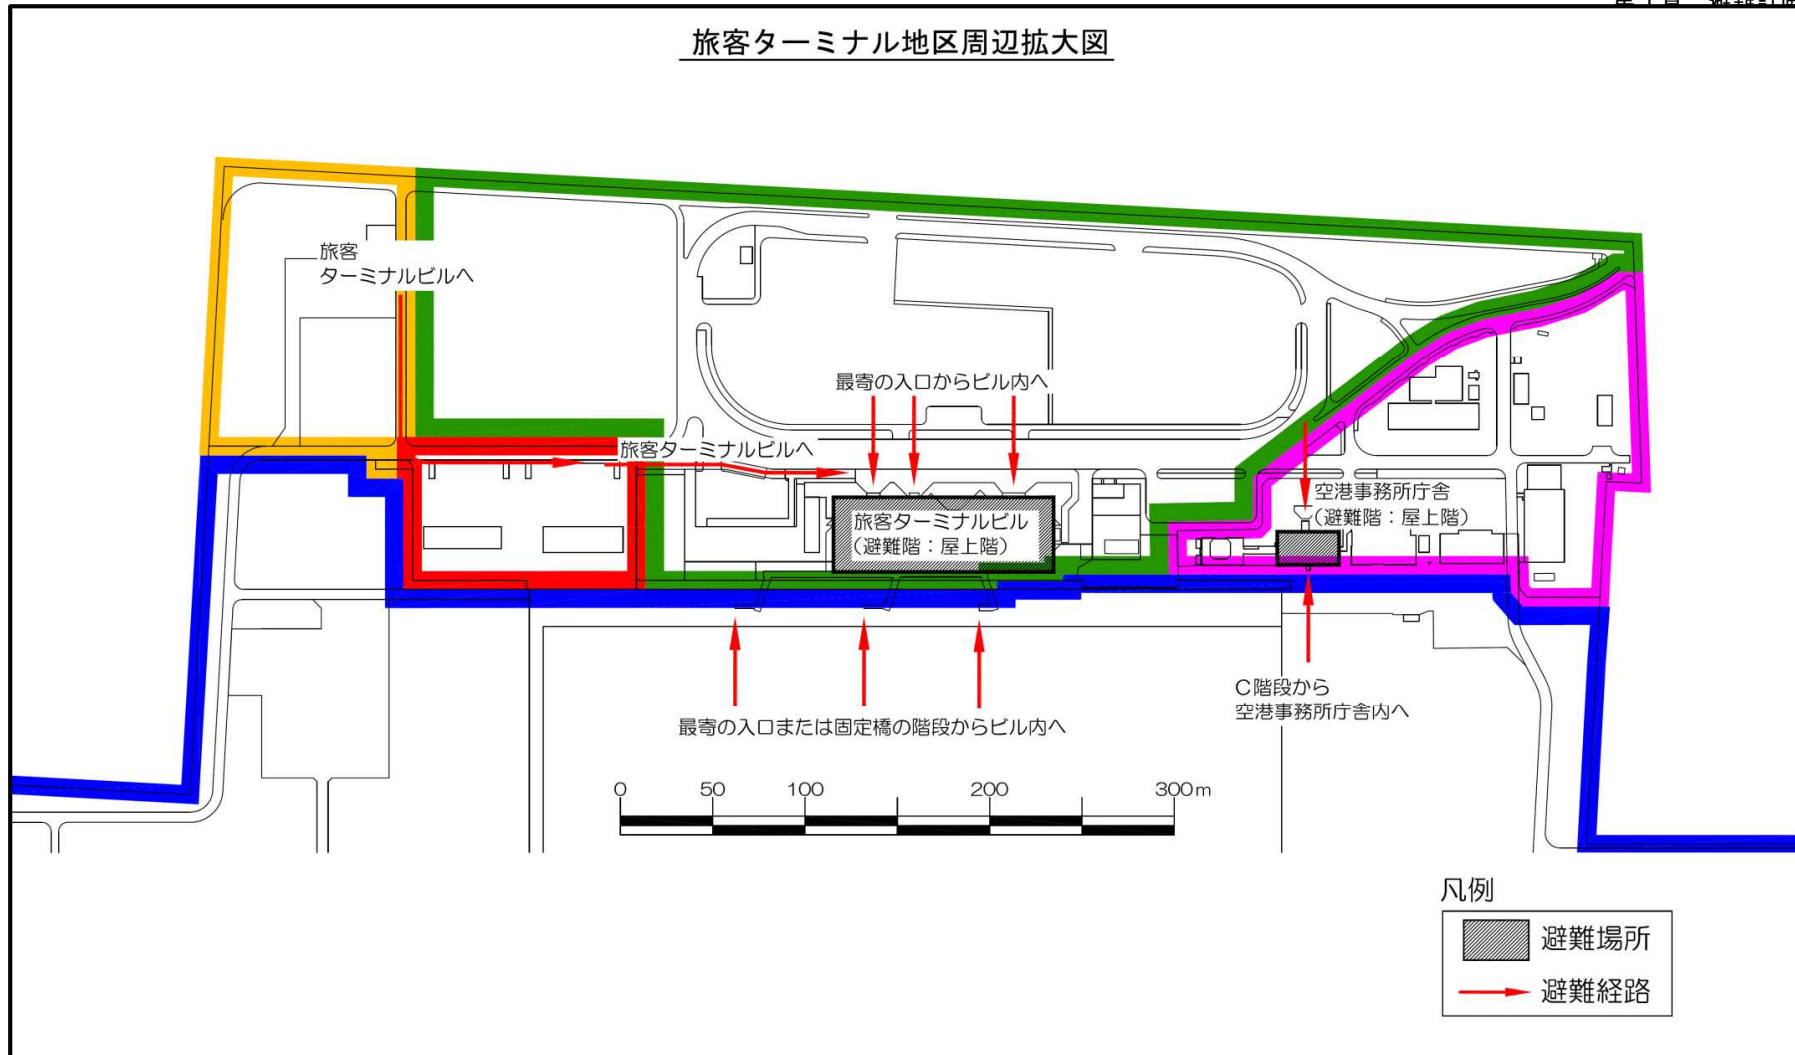 旅客ターミナル地区周辺拡大図
旅客
ターミナルビルへ
最寄の入口からビル内へ
旅客ターミナルビルへ
旅客ターミナルビル
（避難階：屋上階）
空港事務所庁舎
（避難階：屋上階）
C階段から
空港事務所庁舎内へ
最寄の入口または固定橋の階段からビル内へ
0 50 100 200 300m
凡例
避難場所
避難経路